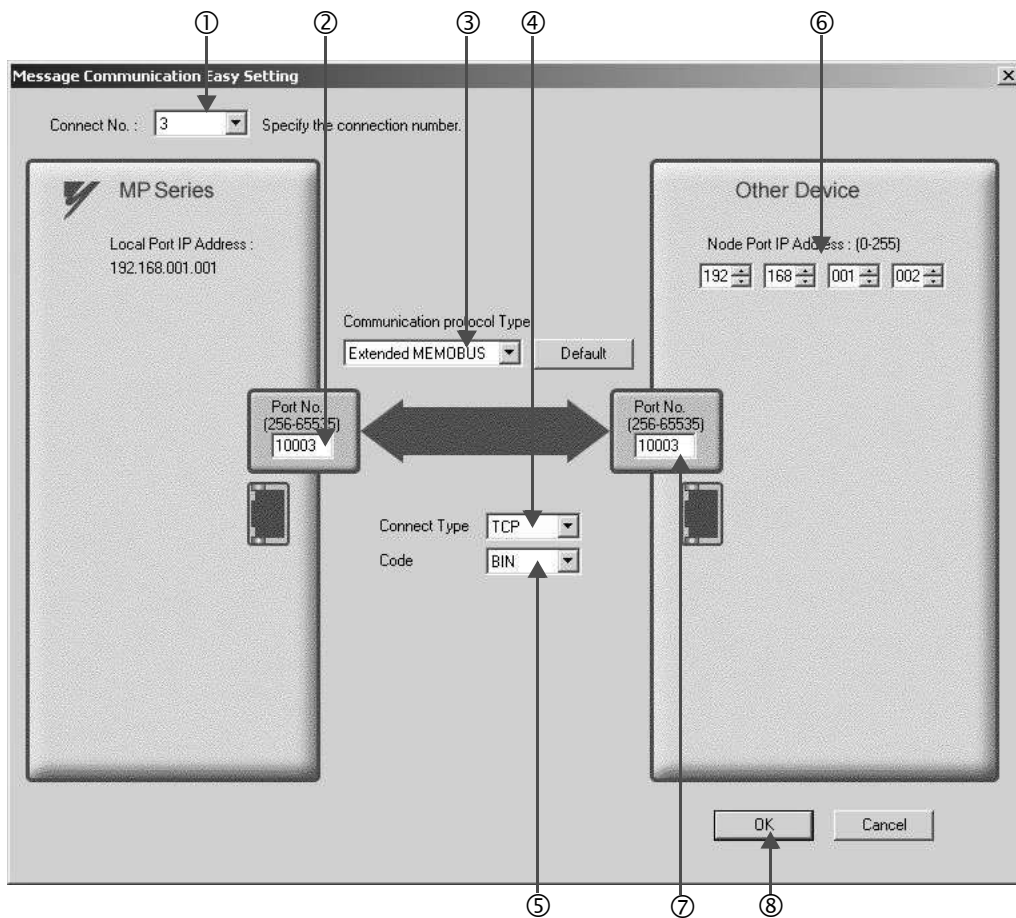 ① ② ③ ④ ⑥
Message Communication Easy Setting
Connect No. : 3 Specify the connection number.
MP Series
Local Port IP Address :
192.168.001.001
Other Device
Node Port IP Address : (0-255)
192 168 001 002
Communication protocol Type
Extended MEMOBUS Default
Port No.
(256-65535)
10003
Port No.
(256-65535)
10003
Connect Type TCP
Code BIN
OK Cancel
⑤ ⑦ ⑧